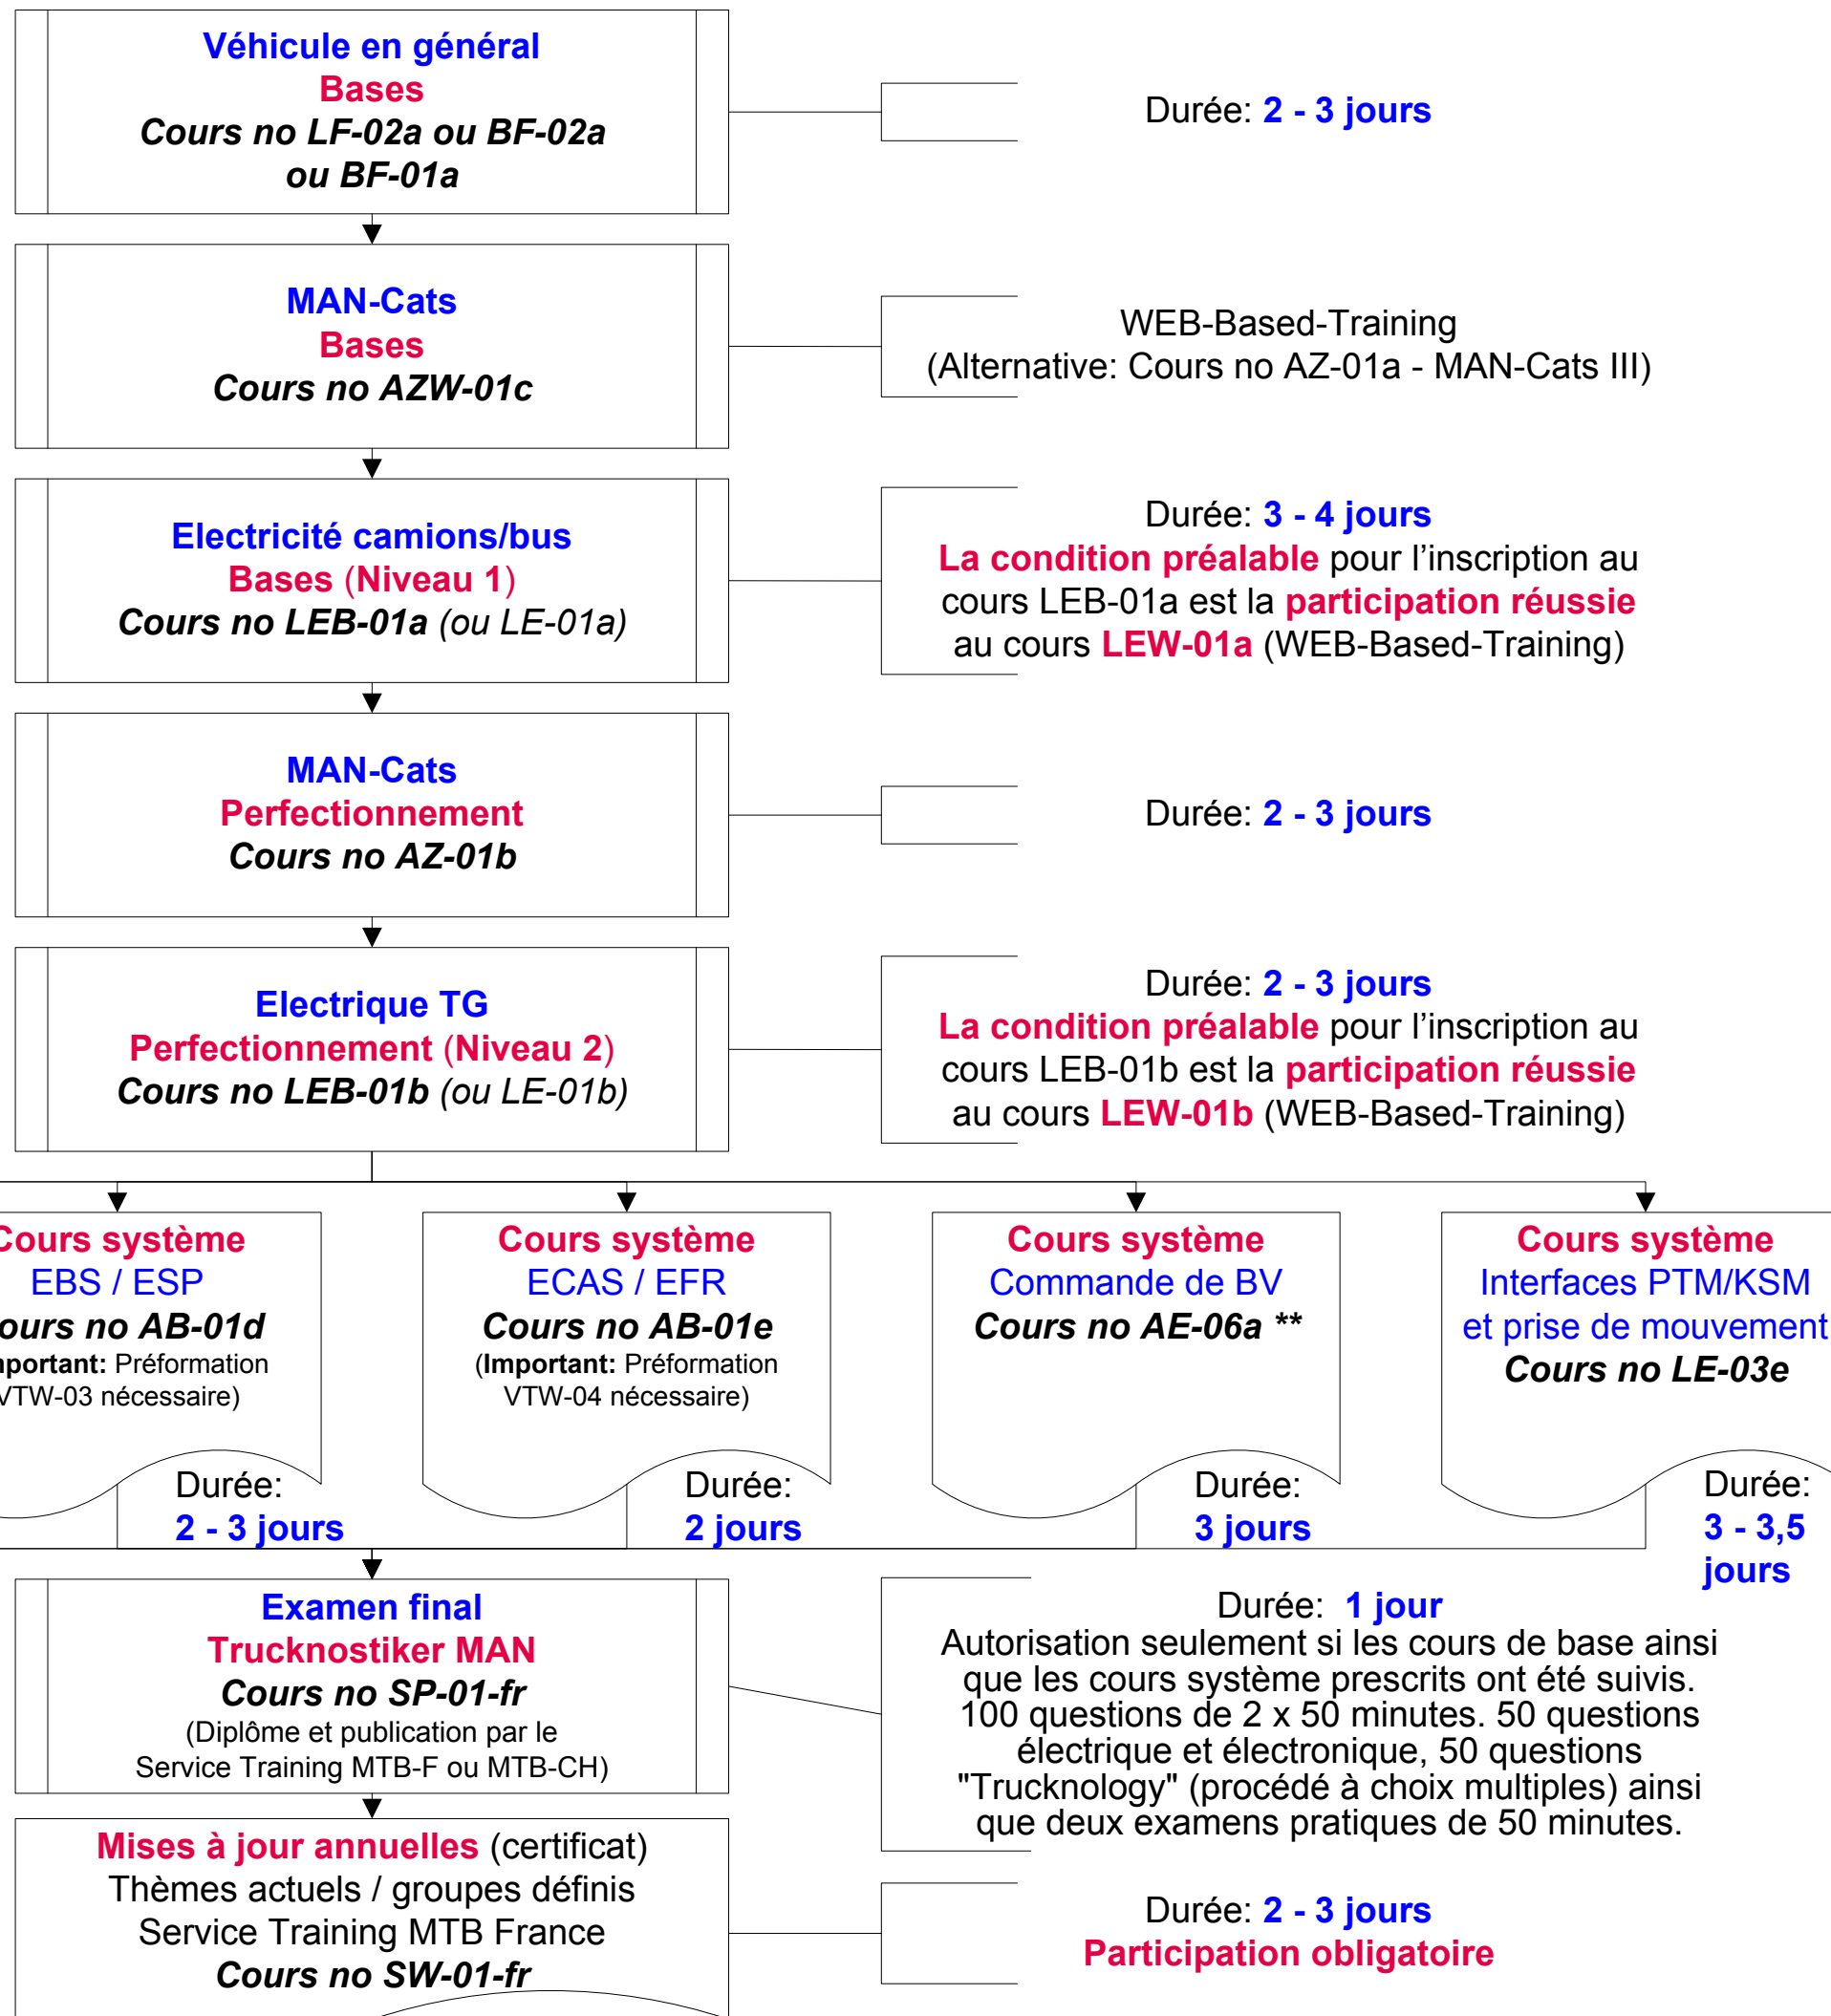 Véhicule en général
Bases
Cours no LF-02a ou BF-02a
ou BF-01a
Durée: 2 - 3 jours
MAN-Cats
Bases
Cours no AZW-01c
WEB-Based-Training
(Alternative: Cours no AZ-01a - MAN-Cats III)
Electricité camions/bus
Bases (Niveau 1)
Cours no LEB-01a (ou LE-01a)
Durée: 3 - 4 jours
La condition préalable pour l'inscription au
cours LEB-01a est la participation réussie
au cours LEW-01a (WEB-Based-Training)
MAN-Cats
Perfectionnement
Cours no AZ-01b
Durée: 2 - 3 jours
Electrique TG
Perfectionnement (Niveau 2)
Cours no LEB-01b (ou LE-01b)
Durée: 2 - 3 jours
La condition préalable pour l'inscription au
cours LEB-01b est la participation réussie
au cours LEW-01b (WEB-Based-Training)
Cours système
EBS / ESP
ours no AB-01d
portant: Préformation
VTW-03 nécessaire)
Durée:
2 - 3 jours
Cours système
ECAS / EFR
Cours no AB-01e
(Important: Préformation
VTW-04 nécessaire)
Durée:
2 jours
Cours système
Commande de BV
Cours no AE-06a **
Durée:
3 jours
Cours système
Interfaces PTM/KSM
et prise de mouvement
Cours no LE-03e
Durée:
3 - 3,5
jours
Examen final
Trucknostiker MAN
Cours no SP-01-fr
(Diplôme et publication par le
Service Training MTB-F ou MTB-CH)
Durée: 1 jour
Autorisation seulement si les cours de base ainsi
que les cours système prescrits ont été suivis.
100 questions de 2 x 50 minutes. 50 questions
électrique et électronique, 50 questions
"Trucknology" (procédé à choix multiples) ainsi
que deux examens pratiques de 50 minutes.
Mises à jour annuelles (certificat)
Thèmes actuels / groupes définis
Service Training MTB France
Cours no SW-01-fr
Durée: 2 - 3 jours
Participation obligatoire